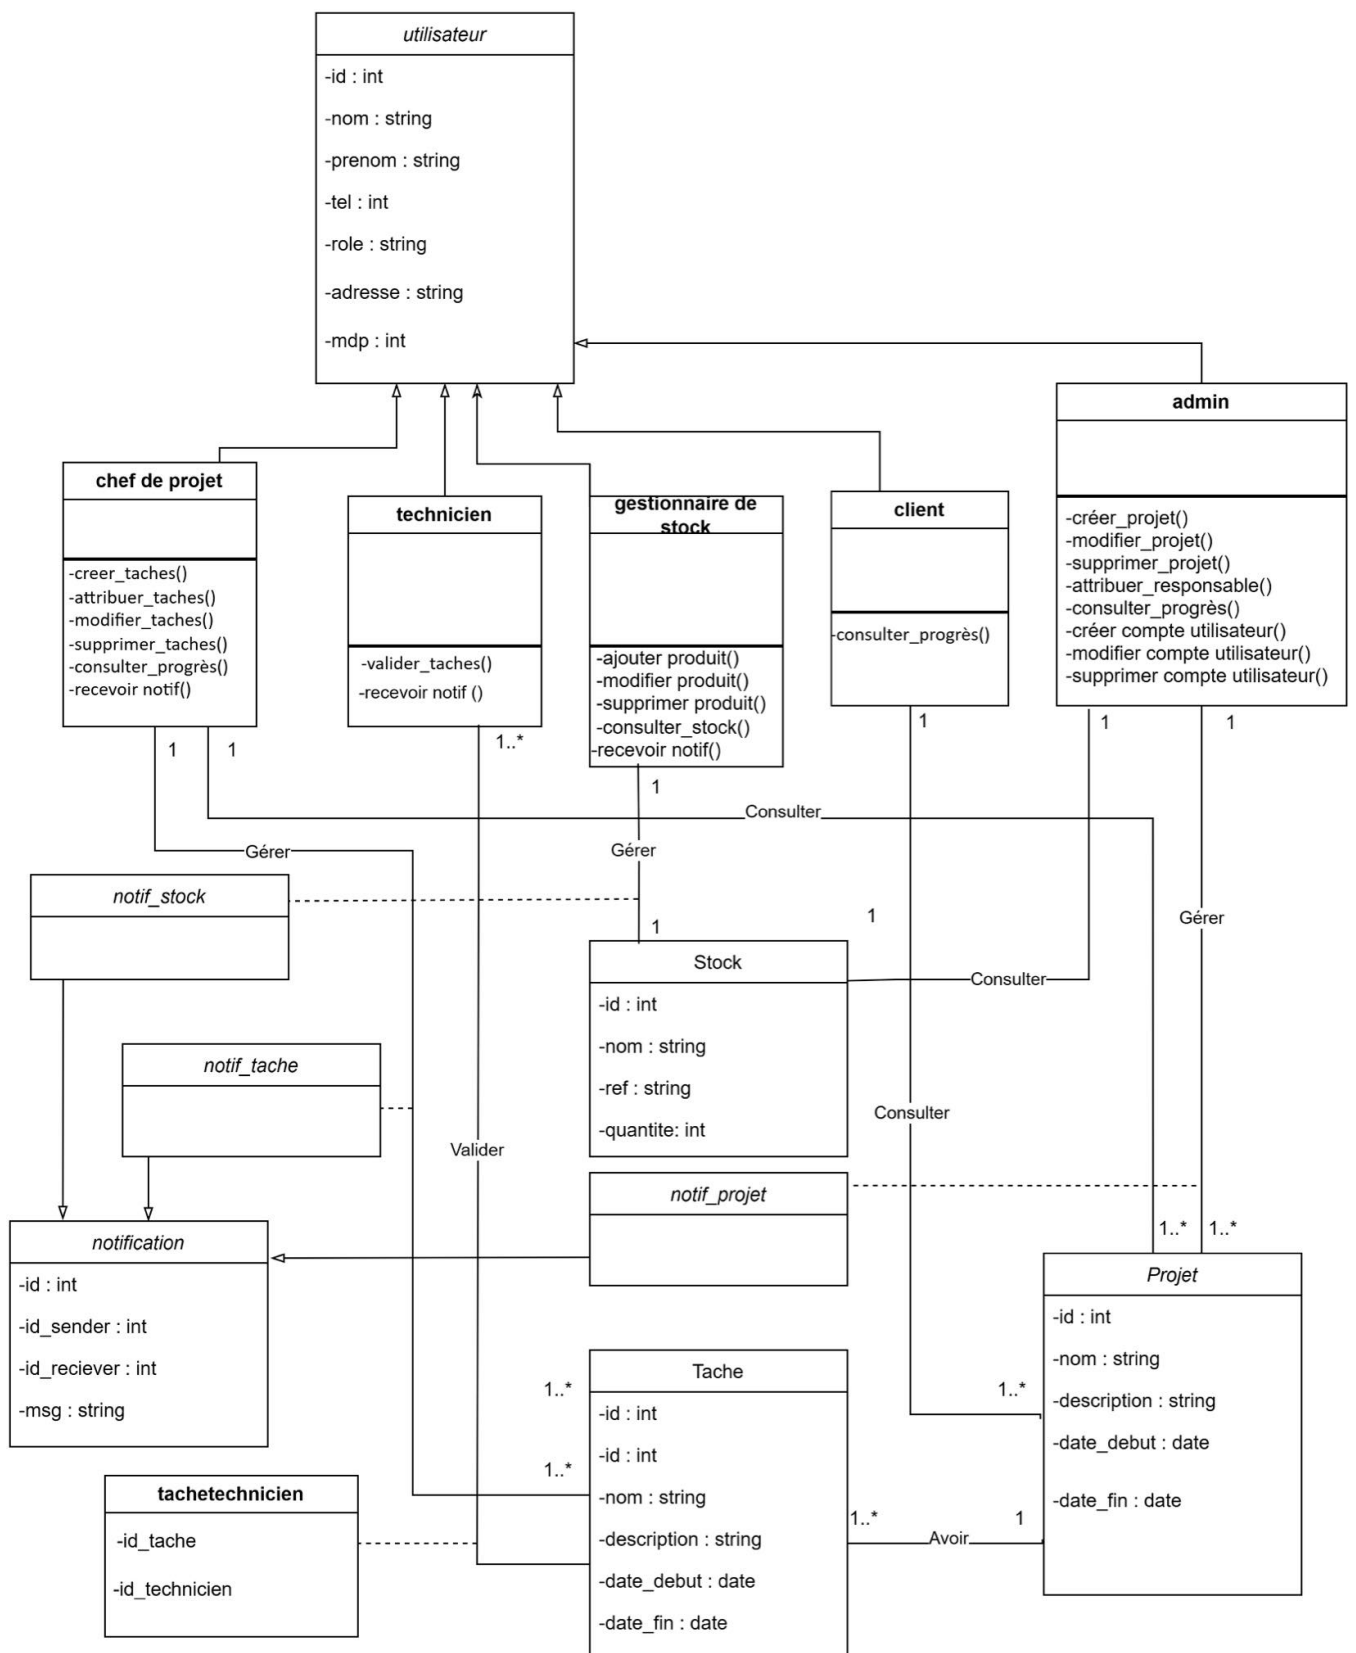 utilisateur
-id : int
-nom : string
-prenom : string
-tel : int
-role : string
-adresse : string
-mdp : int
admin
-créer_projet()
-modifier_projet()
-supprimer_projet()
-attribuer_responsable()
-consulter_progrès()
-créer compte utilisateur()
-modifier compte utilisateur()
-supprimer compte utilisateur()
chef de projet
-creer_taches()
-attribuer_taches()
-modifier_taches()
-supprimer_taches()
-consulter_progrès()
-recevoir notif()
technicien
-valider_taches()
-recevoir notif ()
gestionnaire de
stock
-ajouter produit()
-modifier produit()
-supprimer produit()
-consulter_stock()
-recevoir notif()
client
-consulter_progrès()
1
1
1..*
1
1
1
1
Consulter
Gérer
Gérer
notif_stock
1
1
Gérer
Stock
-id : int
-nom : string
-ref : string
-quantite: int
Consulter
notif_tache
Consulter
Valider
notif_projet
1..*
1..*
notification
-id : int
-id_sender : int
-id_reciever : int
-msg : string
Projet
-id : int
-nom : string
-description : string
-date_debut : date
-date_fin : date
1..*
1..*
1..*
Tache
-id : int
-id : int
-nom : string
-description : string
-date_debut : date
-date_fin : date
1..*
Avoir
1
tachetechnicien
-id_tache
-id_technicien